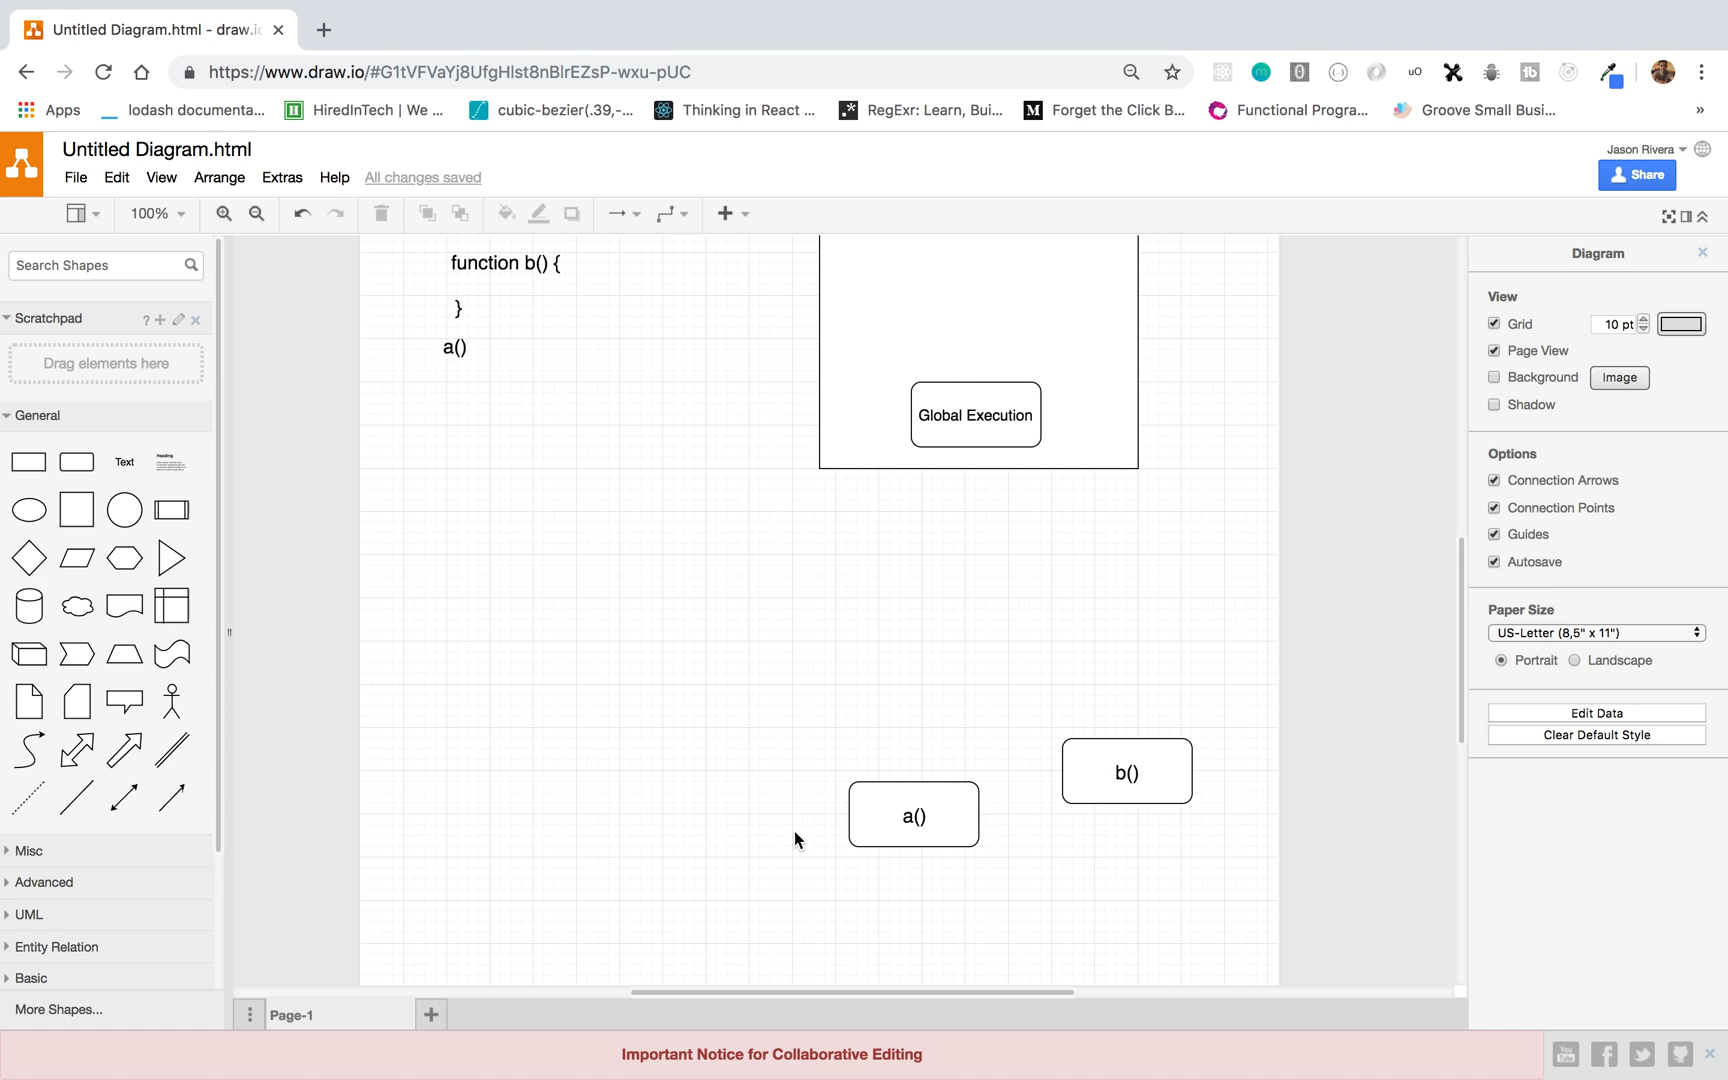 Untitled Diagram.html - draw.io
https://www.draw.io/#G1tVFVaYj8UfgHlst8nBlrEZsP-wxu-pUC
Apps
lodash documenta...
HiredInTech | We ...
cubic-bezier(.39,-...
Thinking in React ...
RegExr: Learn, Bui...
Forget the Click B...
Functional Progra...
Groove Small Busi...
»
Untitled Diagram.html
Jason Rivera
File Edit View Arrange Extras Help All changes saved
Share
100%
Search Shapes
Diagram
Scratchpad
?
Drag elements here
General
Text
Heading
Misc
Advanced
UML
Entity Relation
Basic
More Shapes...
function b() {
}
a()
Global Execution
b()
a()
View
Grid
10 pt
Page View
Background
Image
Shadow
Options
Connection Arrows
Connection Points
Guides
Autosave
Paper Size
US-Letter (8,5" x 11")
Portrait
Landscape
Edit Data
Clear Default Style
Page-1
Important Notice for Collaborative Editing
You
Tube